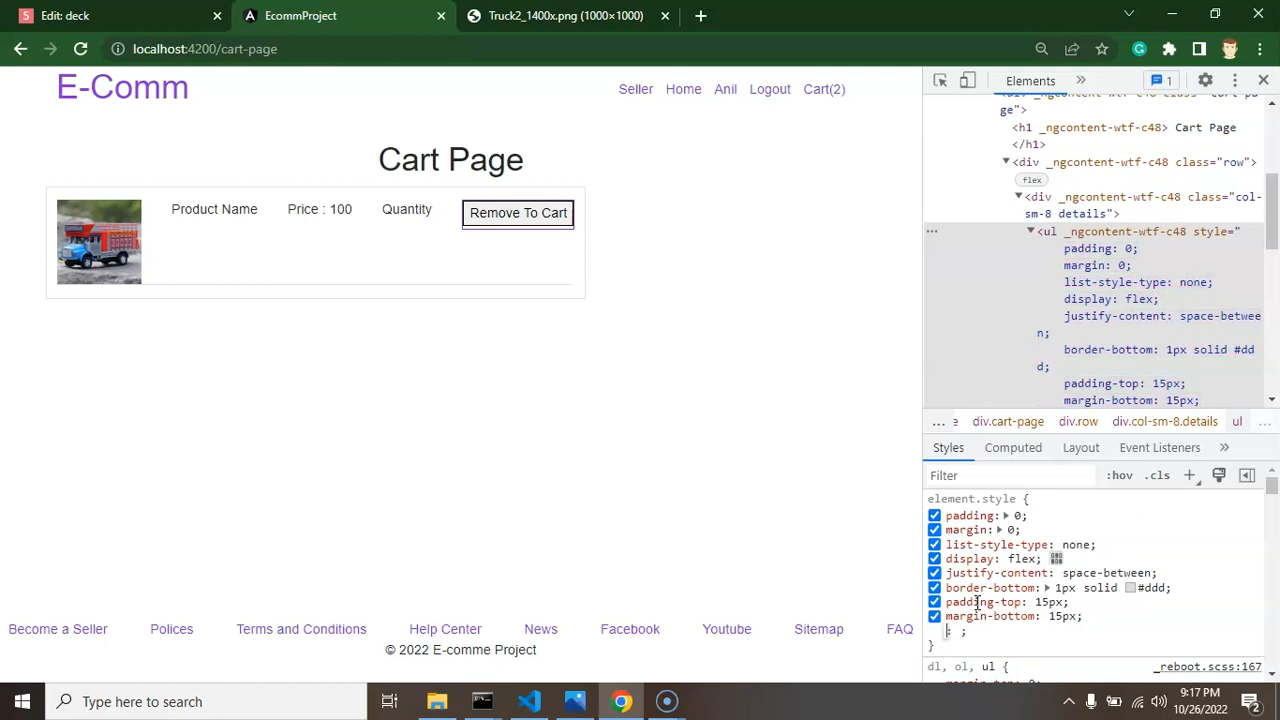 Edit: deck
EcommProject
Truck2_1400x.png (1000×1000)
localhost:4200/cart-page
E-Comm
Seller Home Anil Logout Cart(2)
Cart Page
Product Name Price : 100 Quantity Remove To Cart
Become a Seller Polices Terms and Conditions Help Center News Facebook Youtube Sitemap FAQ
© 2022 E-comme Project
Elements » 1
ge">
<h1 _ngcontent-wtf-c48> Cart Page
</h1>
<div _ngcontent-wtf-c48 class="row">
flex
<div _ngcontent-wtf-c48 class="col-
sm-8 details">
<ul _ngcontent-wtf-c48 style="
padding: 0;
margin: 0;
list-style-type: none;
display: flex;
justify-content: space-betwee
n;
border-bottom: 1px solid #dd
d;
padding-top: 15px;
margin-bottom: 15px;
... e div.cart-page div.row div.col-sm-8.details ul ...
Styles Computed Layout Event Listeners »
Filter :hov .cls
element.style {
padding: 0;
margin: 0;
list-style-type: none;
display: flex;
justify-content: space-between;
border-bottom: 1px solid #ddd;
padding-top: 15px;
margin-bottom: 15px;
: ;
}
dl, ol, ul { _reboot.scss:167
Type here to search
9:17 PM
10/26/2022
2